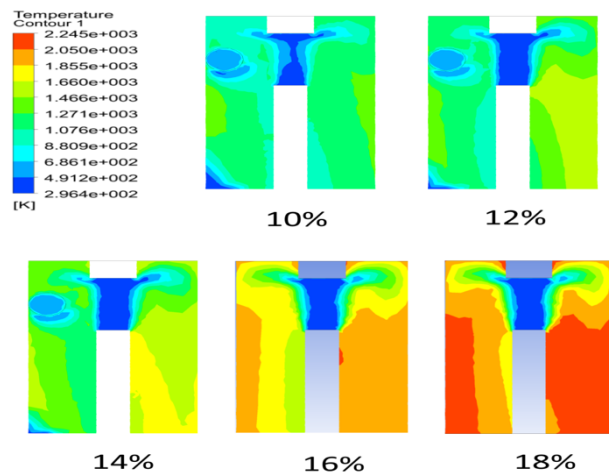 Temperature
Contour 1
2.245e+003
2.050e+003
1.855e+003
1.660e+003
1.466e+003
1.271e+003
1.076e+003
8.809e+002
6.861e+002
4.912e+002
2.964e+002
[K]
10%
12%
14%
16%
18%